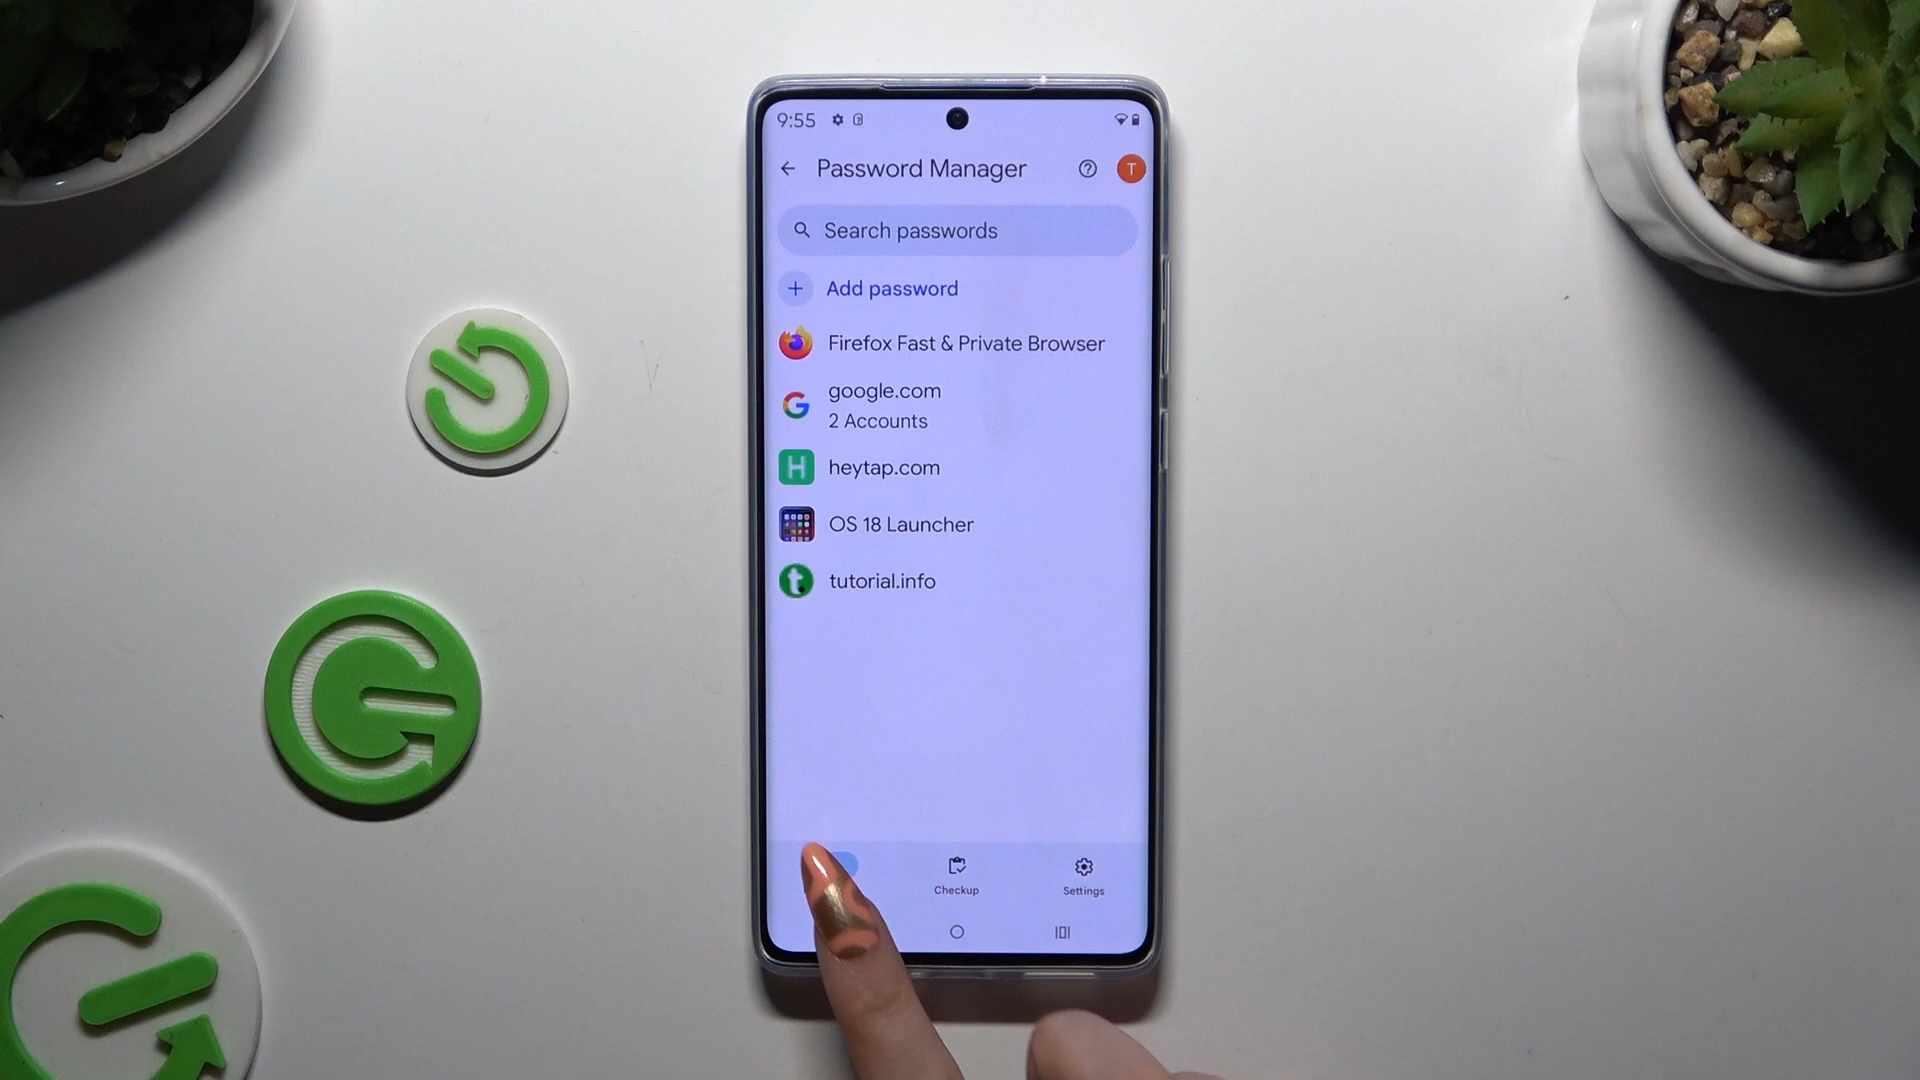 9:55
Password Manager
T
Search passwords
Add password
Firefox Fast & Private Browser
google.com
2 Accounts
H
heytap.com
OS 18 Launcher
t
tutorial.info
Checkup
Settings